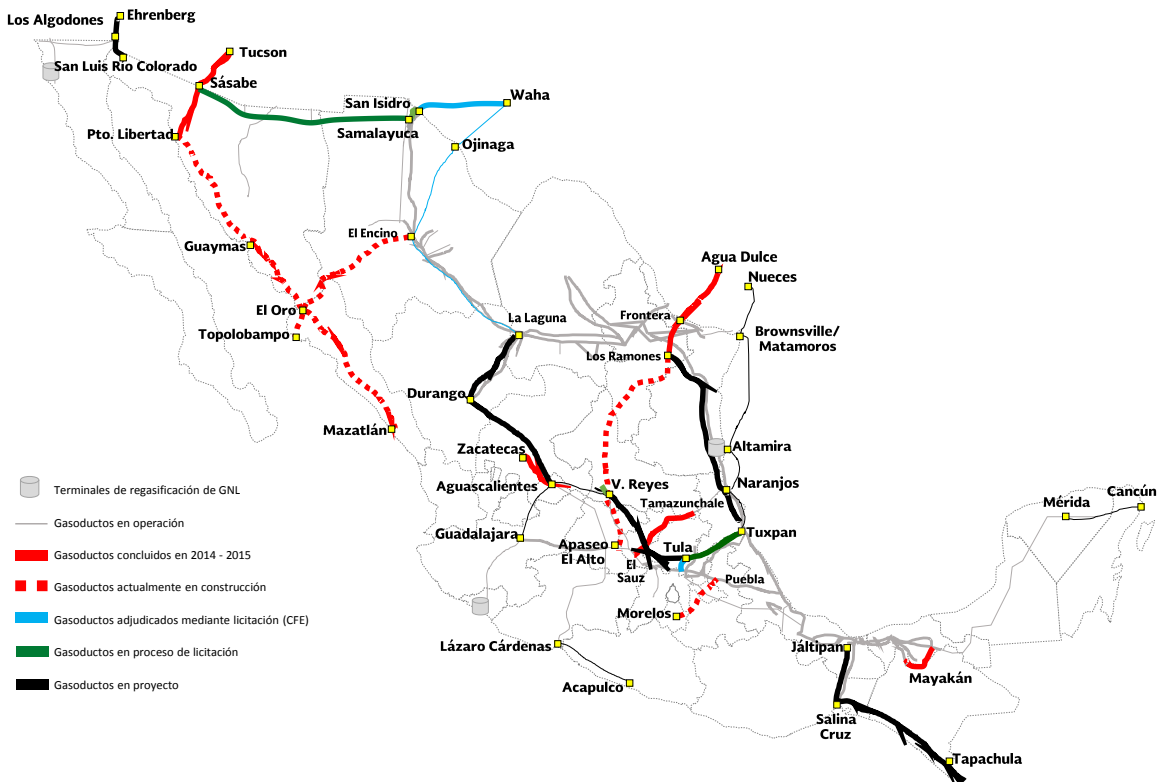 Ehrenberg
Los Algodones
San Luis Río Colorado
Tucson
Sásabe
Waha
San Isidro
Pto. Libertad
Samalayuca
Ojinaga
El Encino
Guaymas
Agua Dulce
Nueces
El Oro
La Laguna
Frontera
Topolobampo
Brownsville/
Matamoros
Los Ramones
Durango
Mazatlán
Zacatecas
Altamira
Aguascalientes
V. Reyes
Naranjos
Tamazunchale
Mérida
Cancún
Guadalajara
Apaseo
El Alto
El
Sauz
Tula
Tuxpan
Puebla
Morelos
Lázaro Cárdenas
Jáltipan
Acapulco
Mayakán
Salina
Cruz
Tapachula
Terminales de regasificación de GNL
Gasoductos en operación
Gasoductos concluidos en 2014 - 2015
Gasoductos actualmente en construcción
Gasoductos adjudicados mediante licitación (CFE)
Gasoductos en proceso de licitación
Gasoductos en proyecto